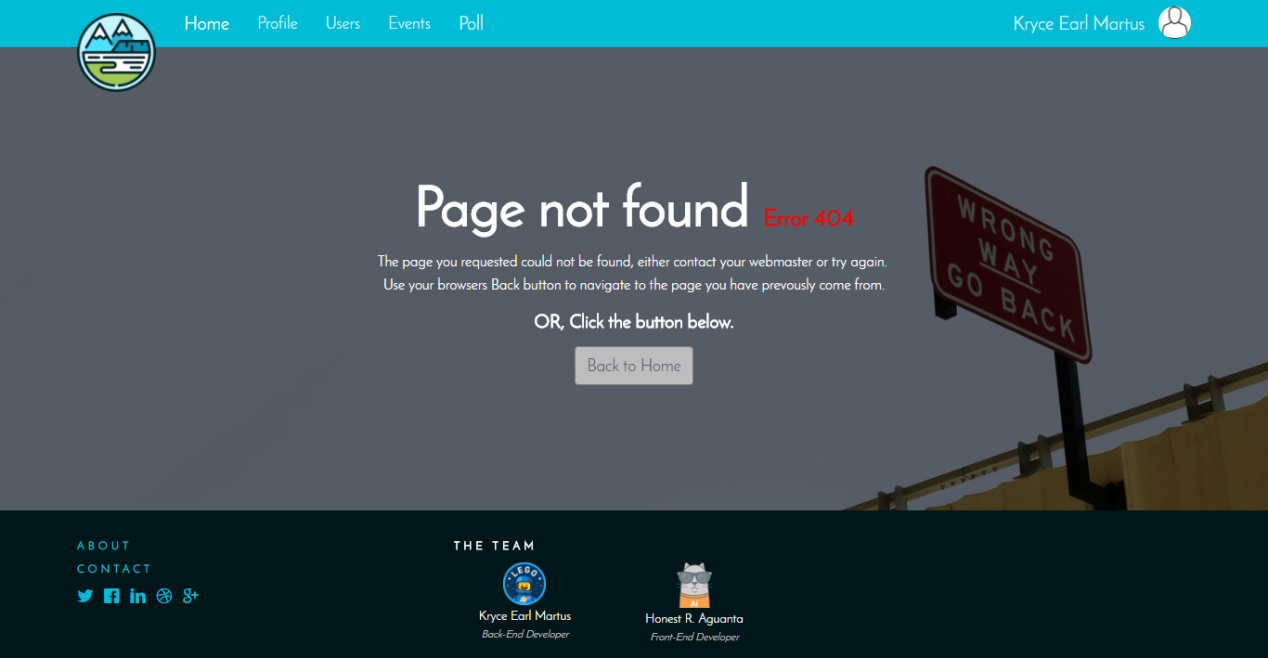 Home Profile Users Events Poll Kryce Earl Martus
Page not found Error 404
The page you requested could not be found, either contact your webmaster or try again.
Use your browsers Back button to navigate to the page you have prevously come from.
OR, Click the button below.
Back to Home
WRONG
WAY
GO BACK
ABOUT
CONTACT
THE TEAM
LEGO
AI
Kryce Earl Martus
Back-End Developer
Honest R. Aguanta
Front-End Developer